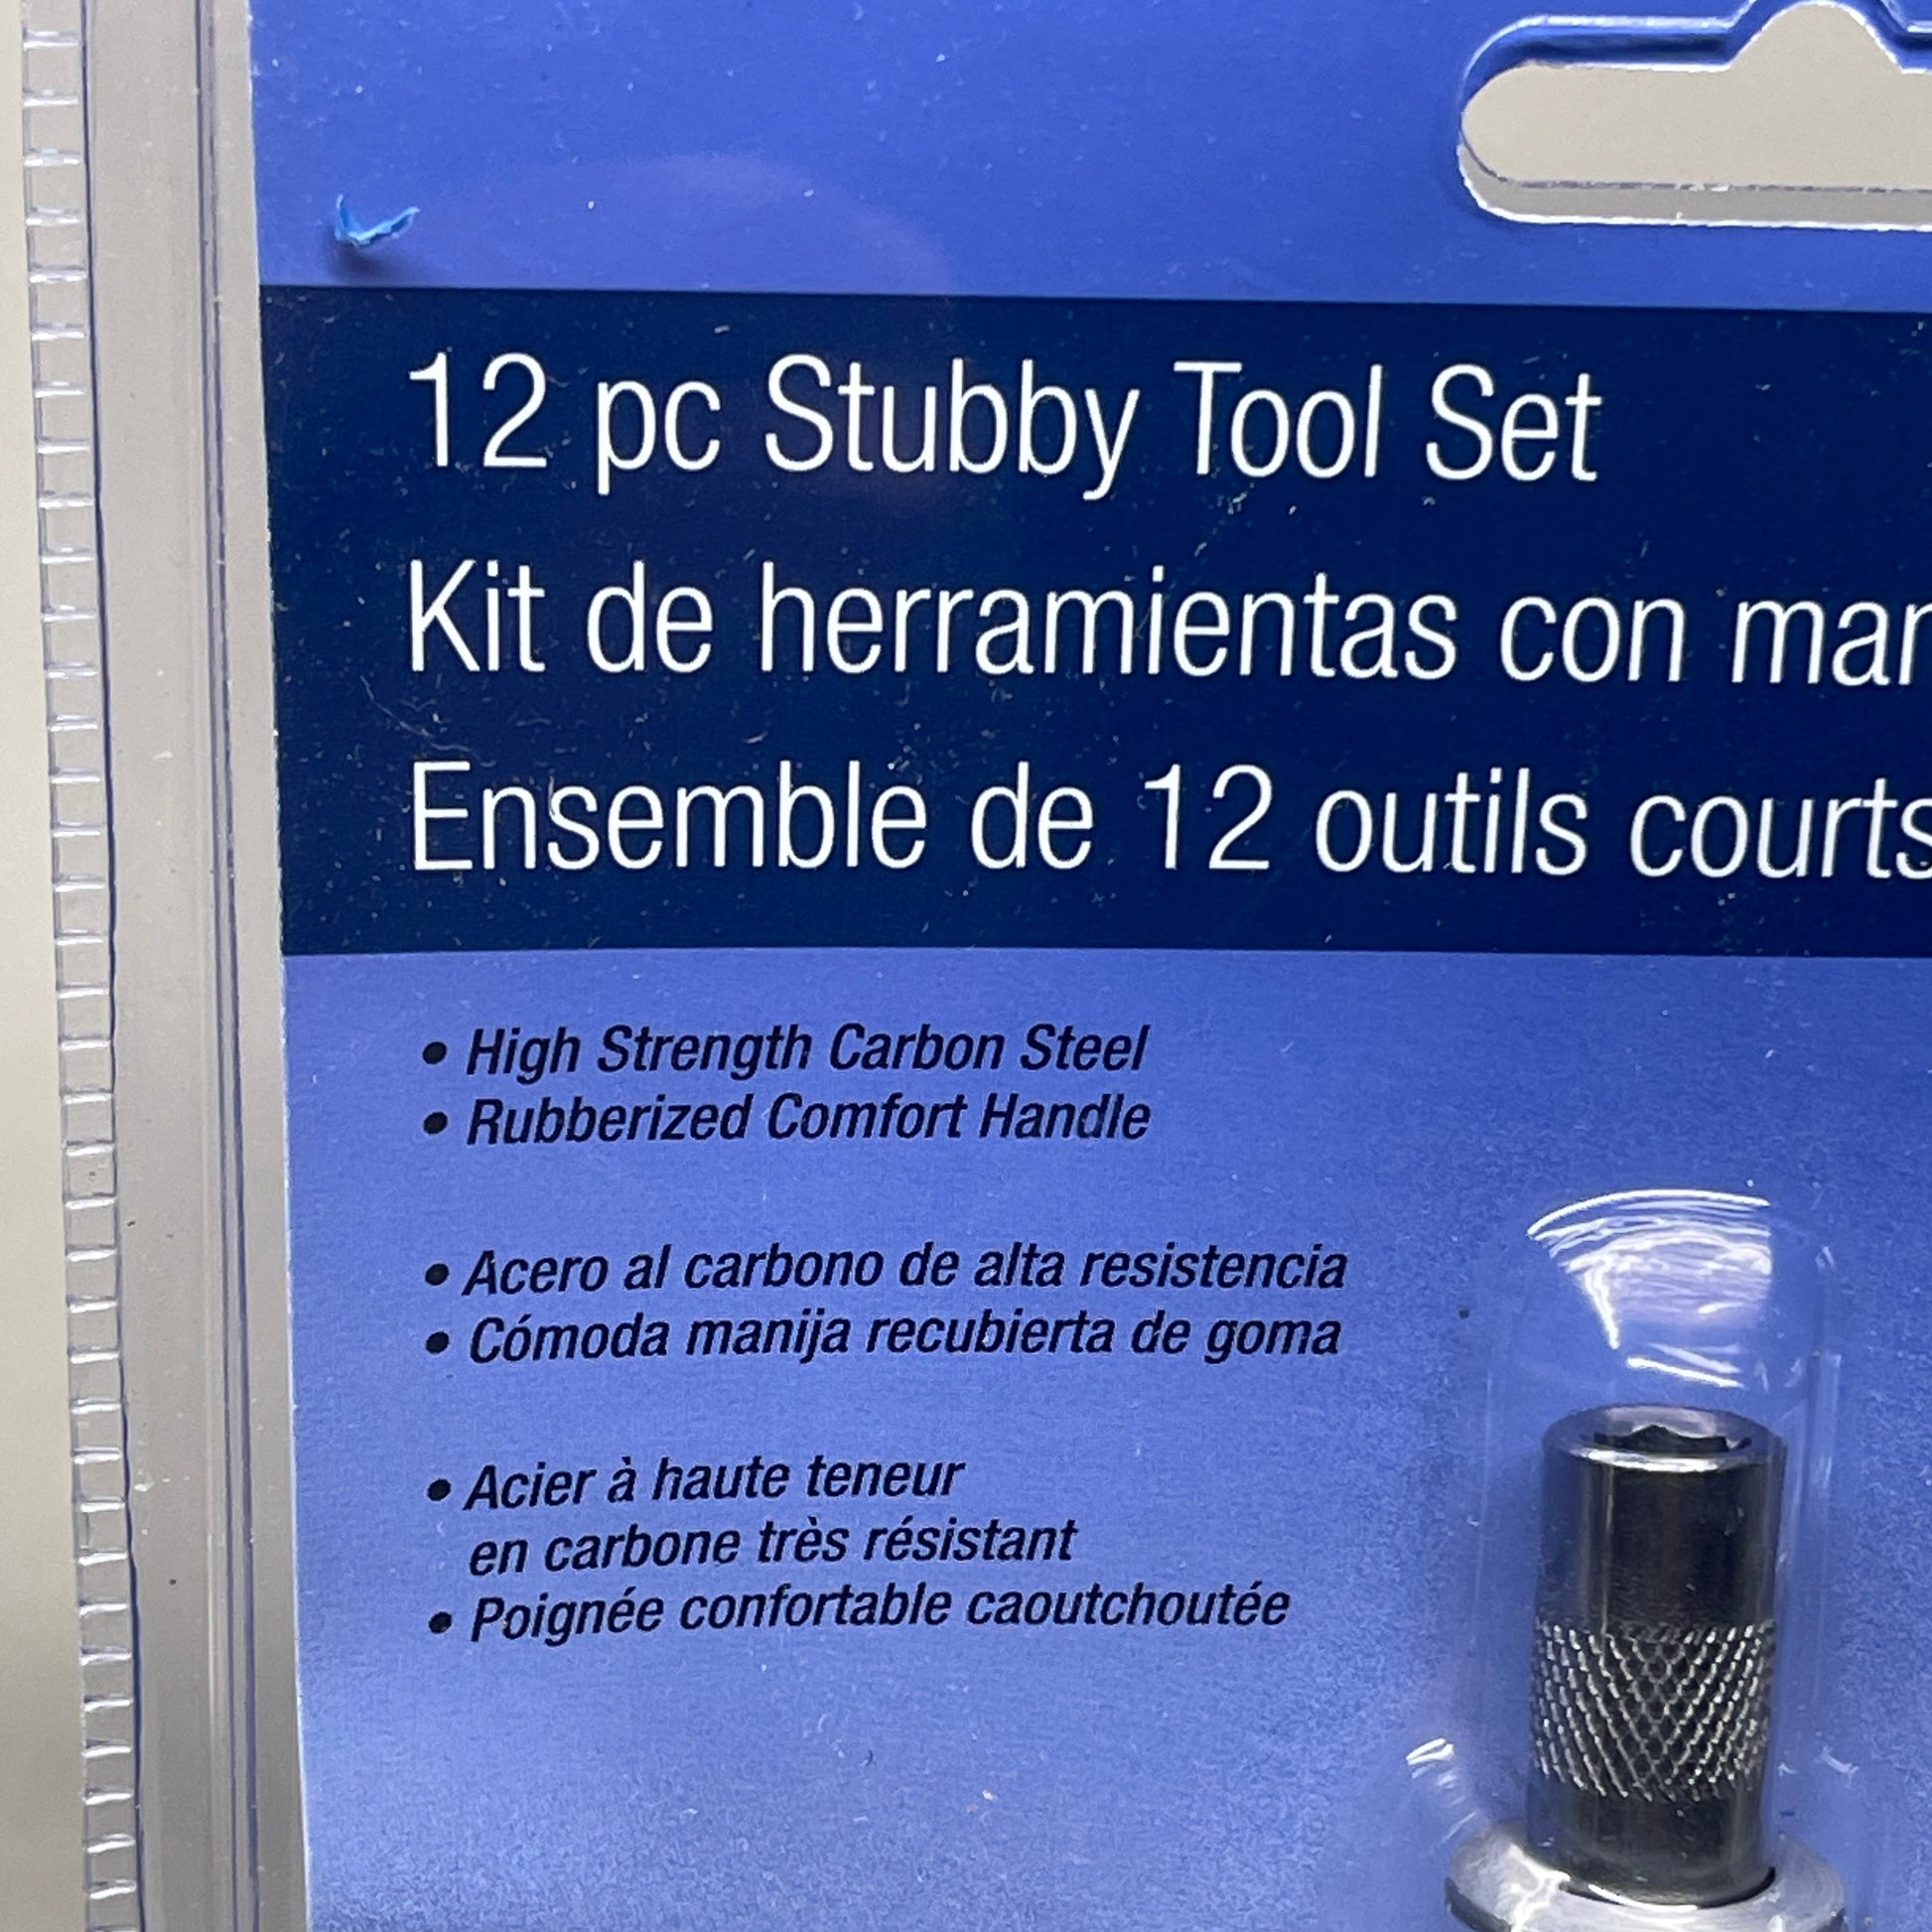 12 pc Stubby Tool Set
Kit de herramientas con
Ensemble de 12 outils courts
• High Strength Carbon Steel
• Rubberized Comfort Handle
• Acero al carbono de alta resistencia
• Cómoda manija recubierta de goma
• Acier à haute teneur
en carbone très résistant
• Poignée confortable caoutchoutée